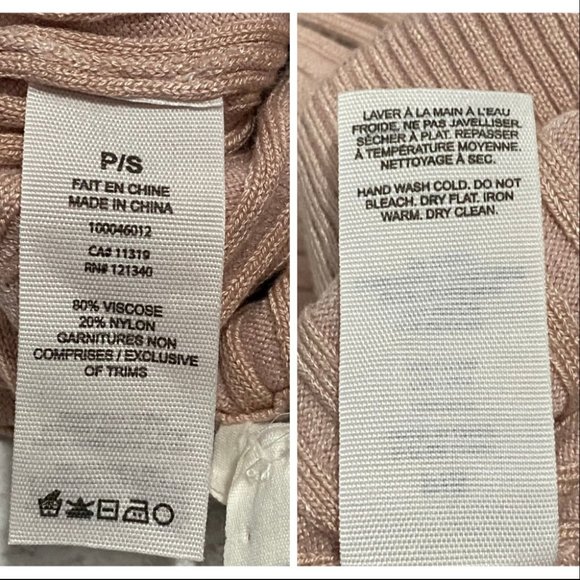 P/S
FAIT EN CHINE
MADE IN CHINA
100046012
CA# 11319
RN# 121340
80% VISCOSE
20% NYLON
GARNITURES NON
COMPRISES / EXCLUSIVE
OF TRIMS
LAVER À LA MAIN À L'EAU
FROIDE. NE PAS JAVELLISER.
SÉCHER À PLAT. REPASSER
À TEMPÉRATURE MOYENNE.
NETTOYAGE À SEC.
HAND WASH COLD. DO NOT
BLEACH. DRY FLAT. IRON
WARM. DRY CLEAN.